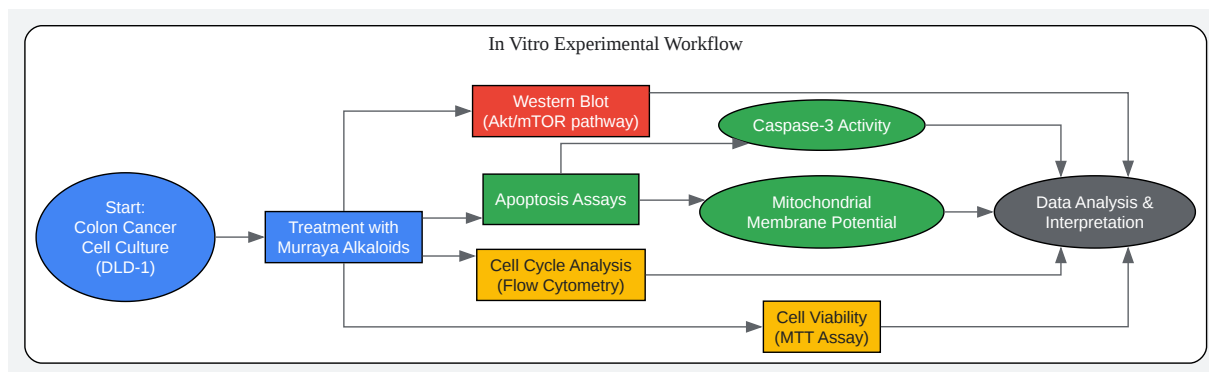 In Vitro Experimental Workflow
Western Blot
(Akt/mTOR pathway)
Caspase-3 Activity
Apoptosis Assays
Start:
Colon Cancer
Cell Culture
(DLD-1)
Treatment with
Murraya Alkaloids
Mitochondrial
Membrane Potential
Data Analysis &
Interpretation
Cell Cycle Analysis
(Flow Cytometry)
Cell Viability
(MTT Assay)